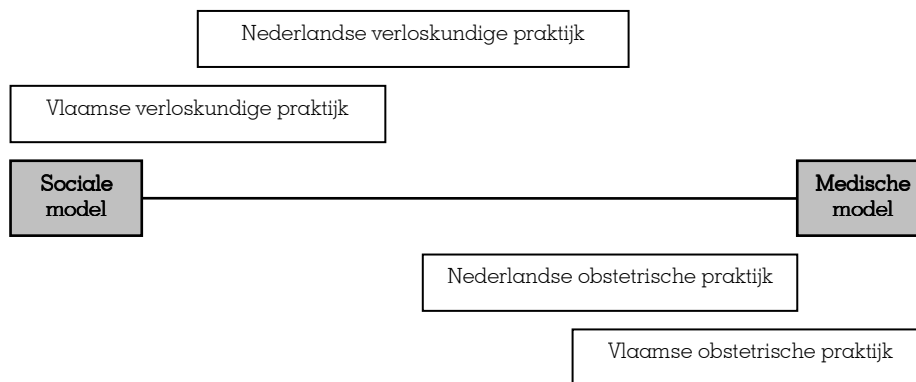 Nederlandse verloskundige praktijk
Vlaamse verloskundige praktijk
Sociale
model
Medische
model
Nederlandse obstetrische praktijk
Vlaamse obstetrische praktijk